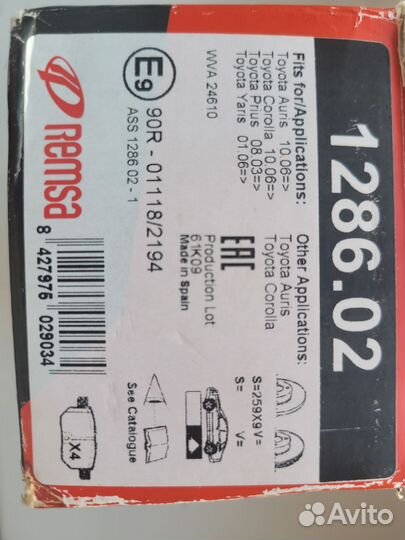 1286.02
Fits for/Applications:
Toyota Auris 10.06=>
Toyota Corolla 10.06=>
Toyota Prius 08.03=>
Toyota Yaris 01.06=>
Other Applications:
Toyota Auris
Toyota Corolla
WVA 24610
E9
90R - 01118/2194
ASS 1286 02 - 1
EAC
Production Lot
61K09
Made in Spain
Remsa
8 427975 029034
X4
See Catalogue
S=259X9 V=
S= V=
Avito